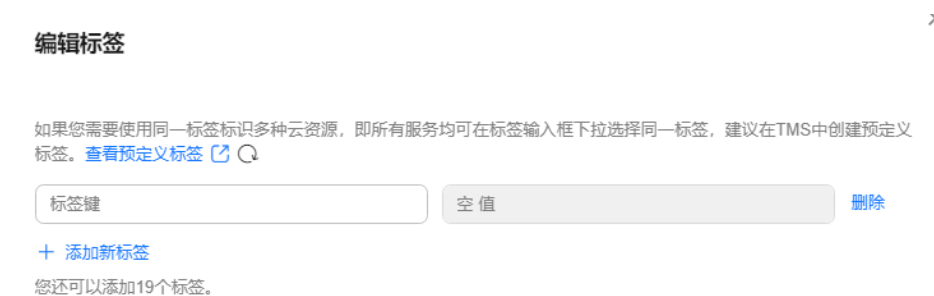 编辑标签
如果您需要使用同一标签标识多种云资源，即所有服务均可在标签输入框下拉选择同一标签，建议在TMS中创建预定义
标签。查看预定义标签
标签键 空值 删除
+ 添加新标签
您还可以添加19个标签。